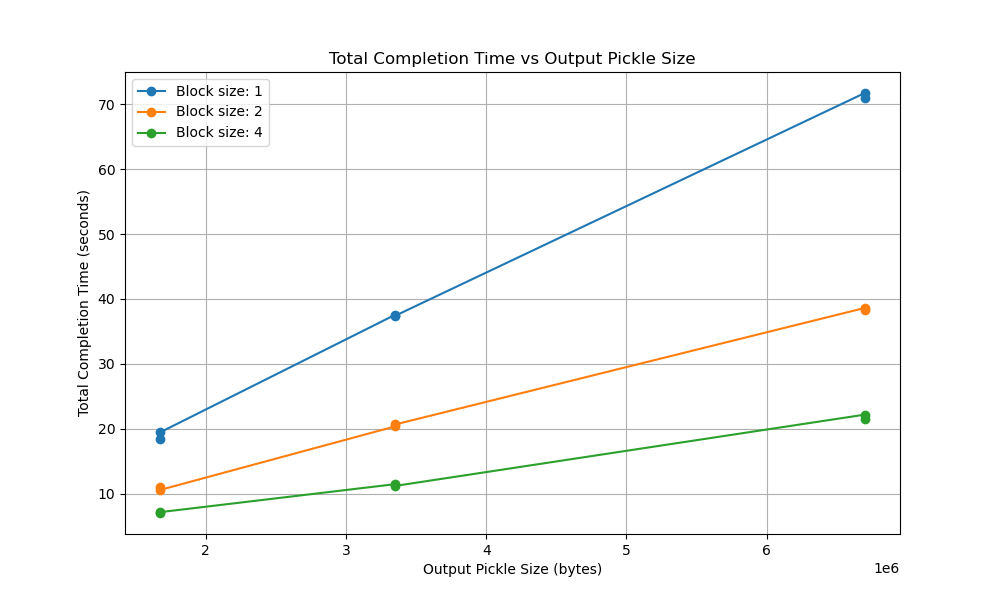 Total Completion Time vs Output Pickle Size
Block size: 1
Block size: 2
Block size: 4
Total Completion Time (seconds)
70
60
50
40
30
20
10
2 3 4 5 6
1e6
Output Pickle Size (bytes)